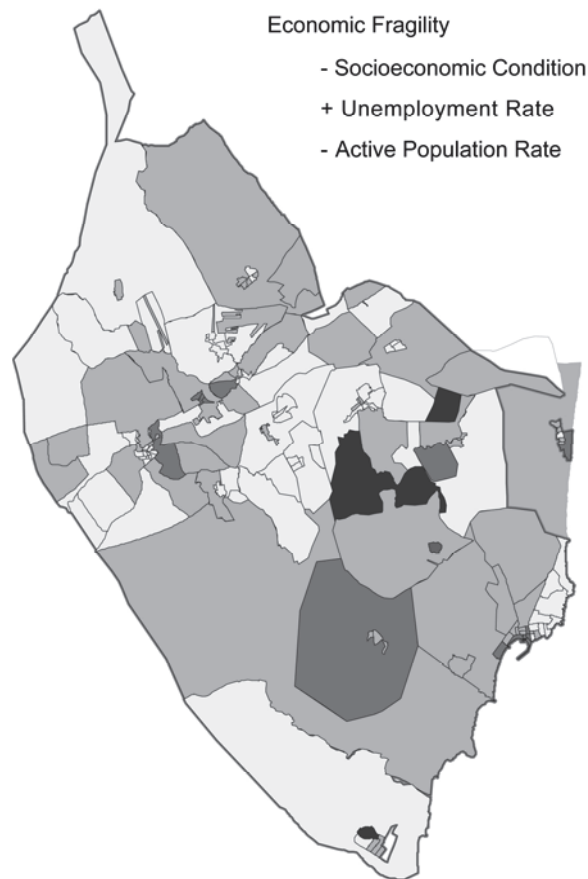 Economic Fragility
- Socioeconomic Condition
+ Unemployment Rate
- Active Population Rate